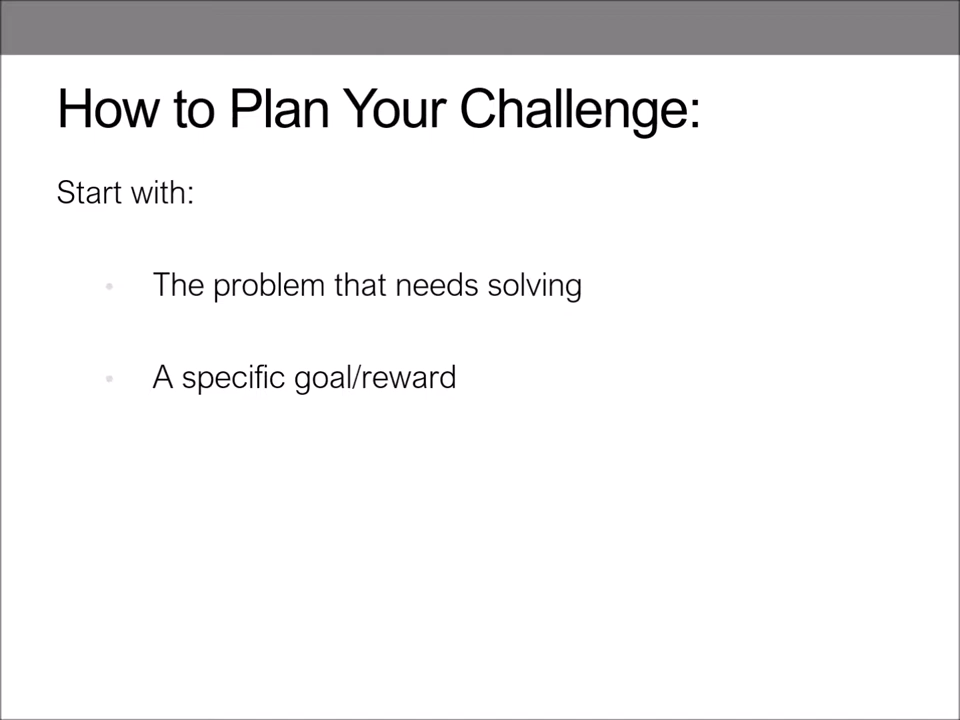 How to Plan Your Challenge:
Start with:
• The problem that needs solving
• A specific goal/reward